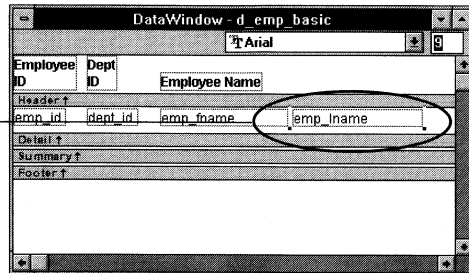 DataWindow - d_emp_basic
Arial 9
Employee Dept
ID ID Employee Name
Header ↑
emp_id dept_id emp_fname emp_lname
Detail ↑
Summary ↑
Footer ↑